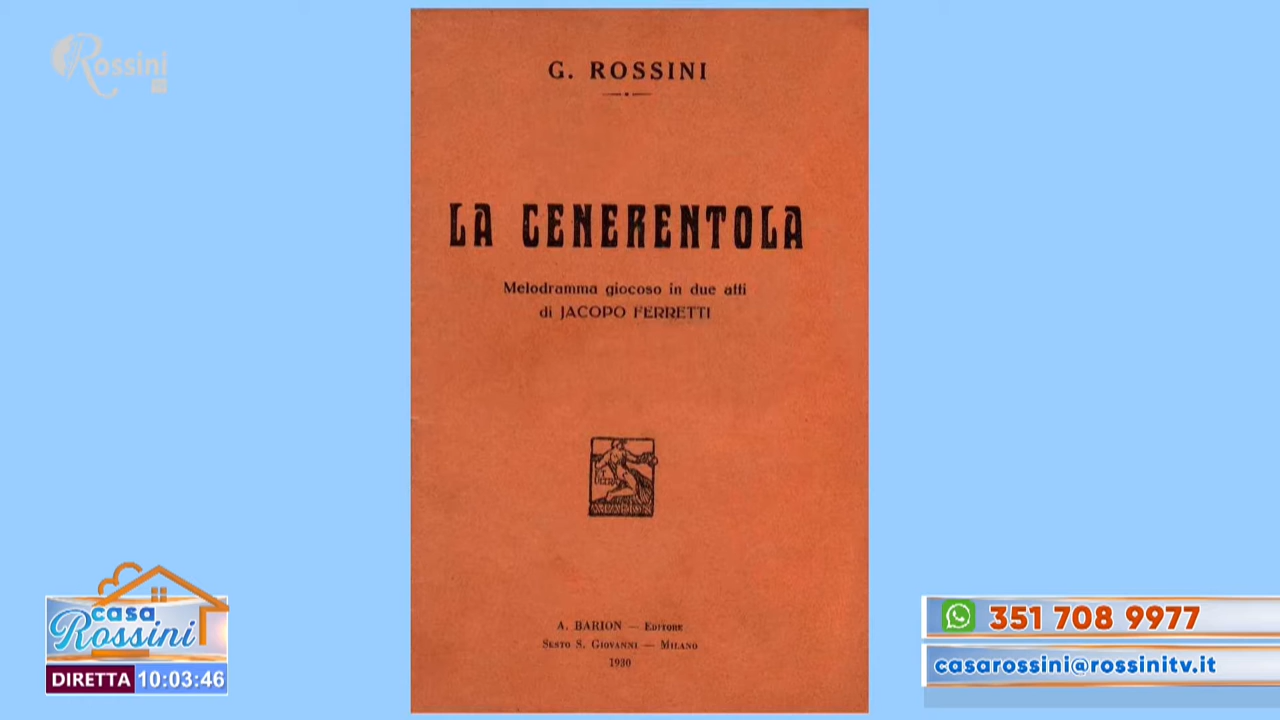 Rossini
G. ROSSINI
LA CENERENTOLA
Melodramma giocoso in due atti
di JACOPO FERRETTI
ULTRA
A. BARION — EDITORE
SESTO S. GIOVANNI — MILANO
1930
casa
Rossini
DIRETTA 10:03:46
351 708 9977
casarossini@rossinitv.it